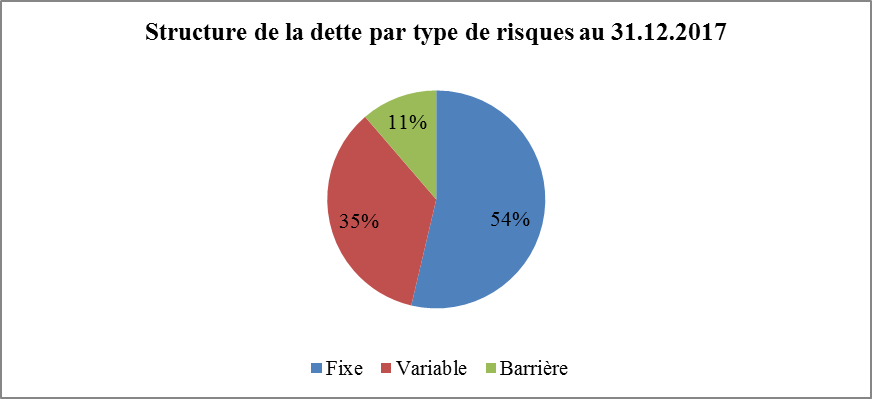 Structure de la dette par type de risques au 31.12.2017
11%
35%
54%
Fixe Variable Barrière